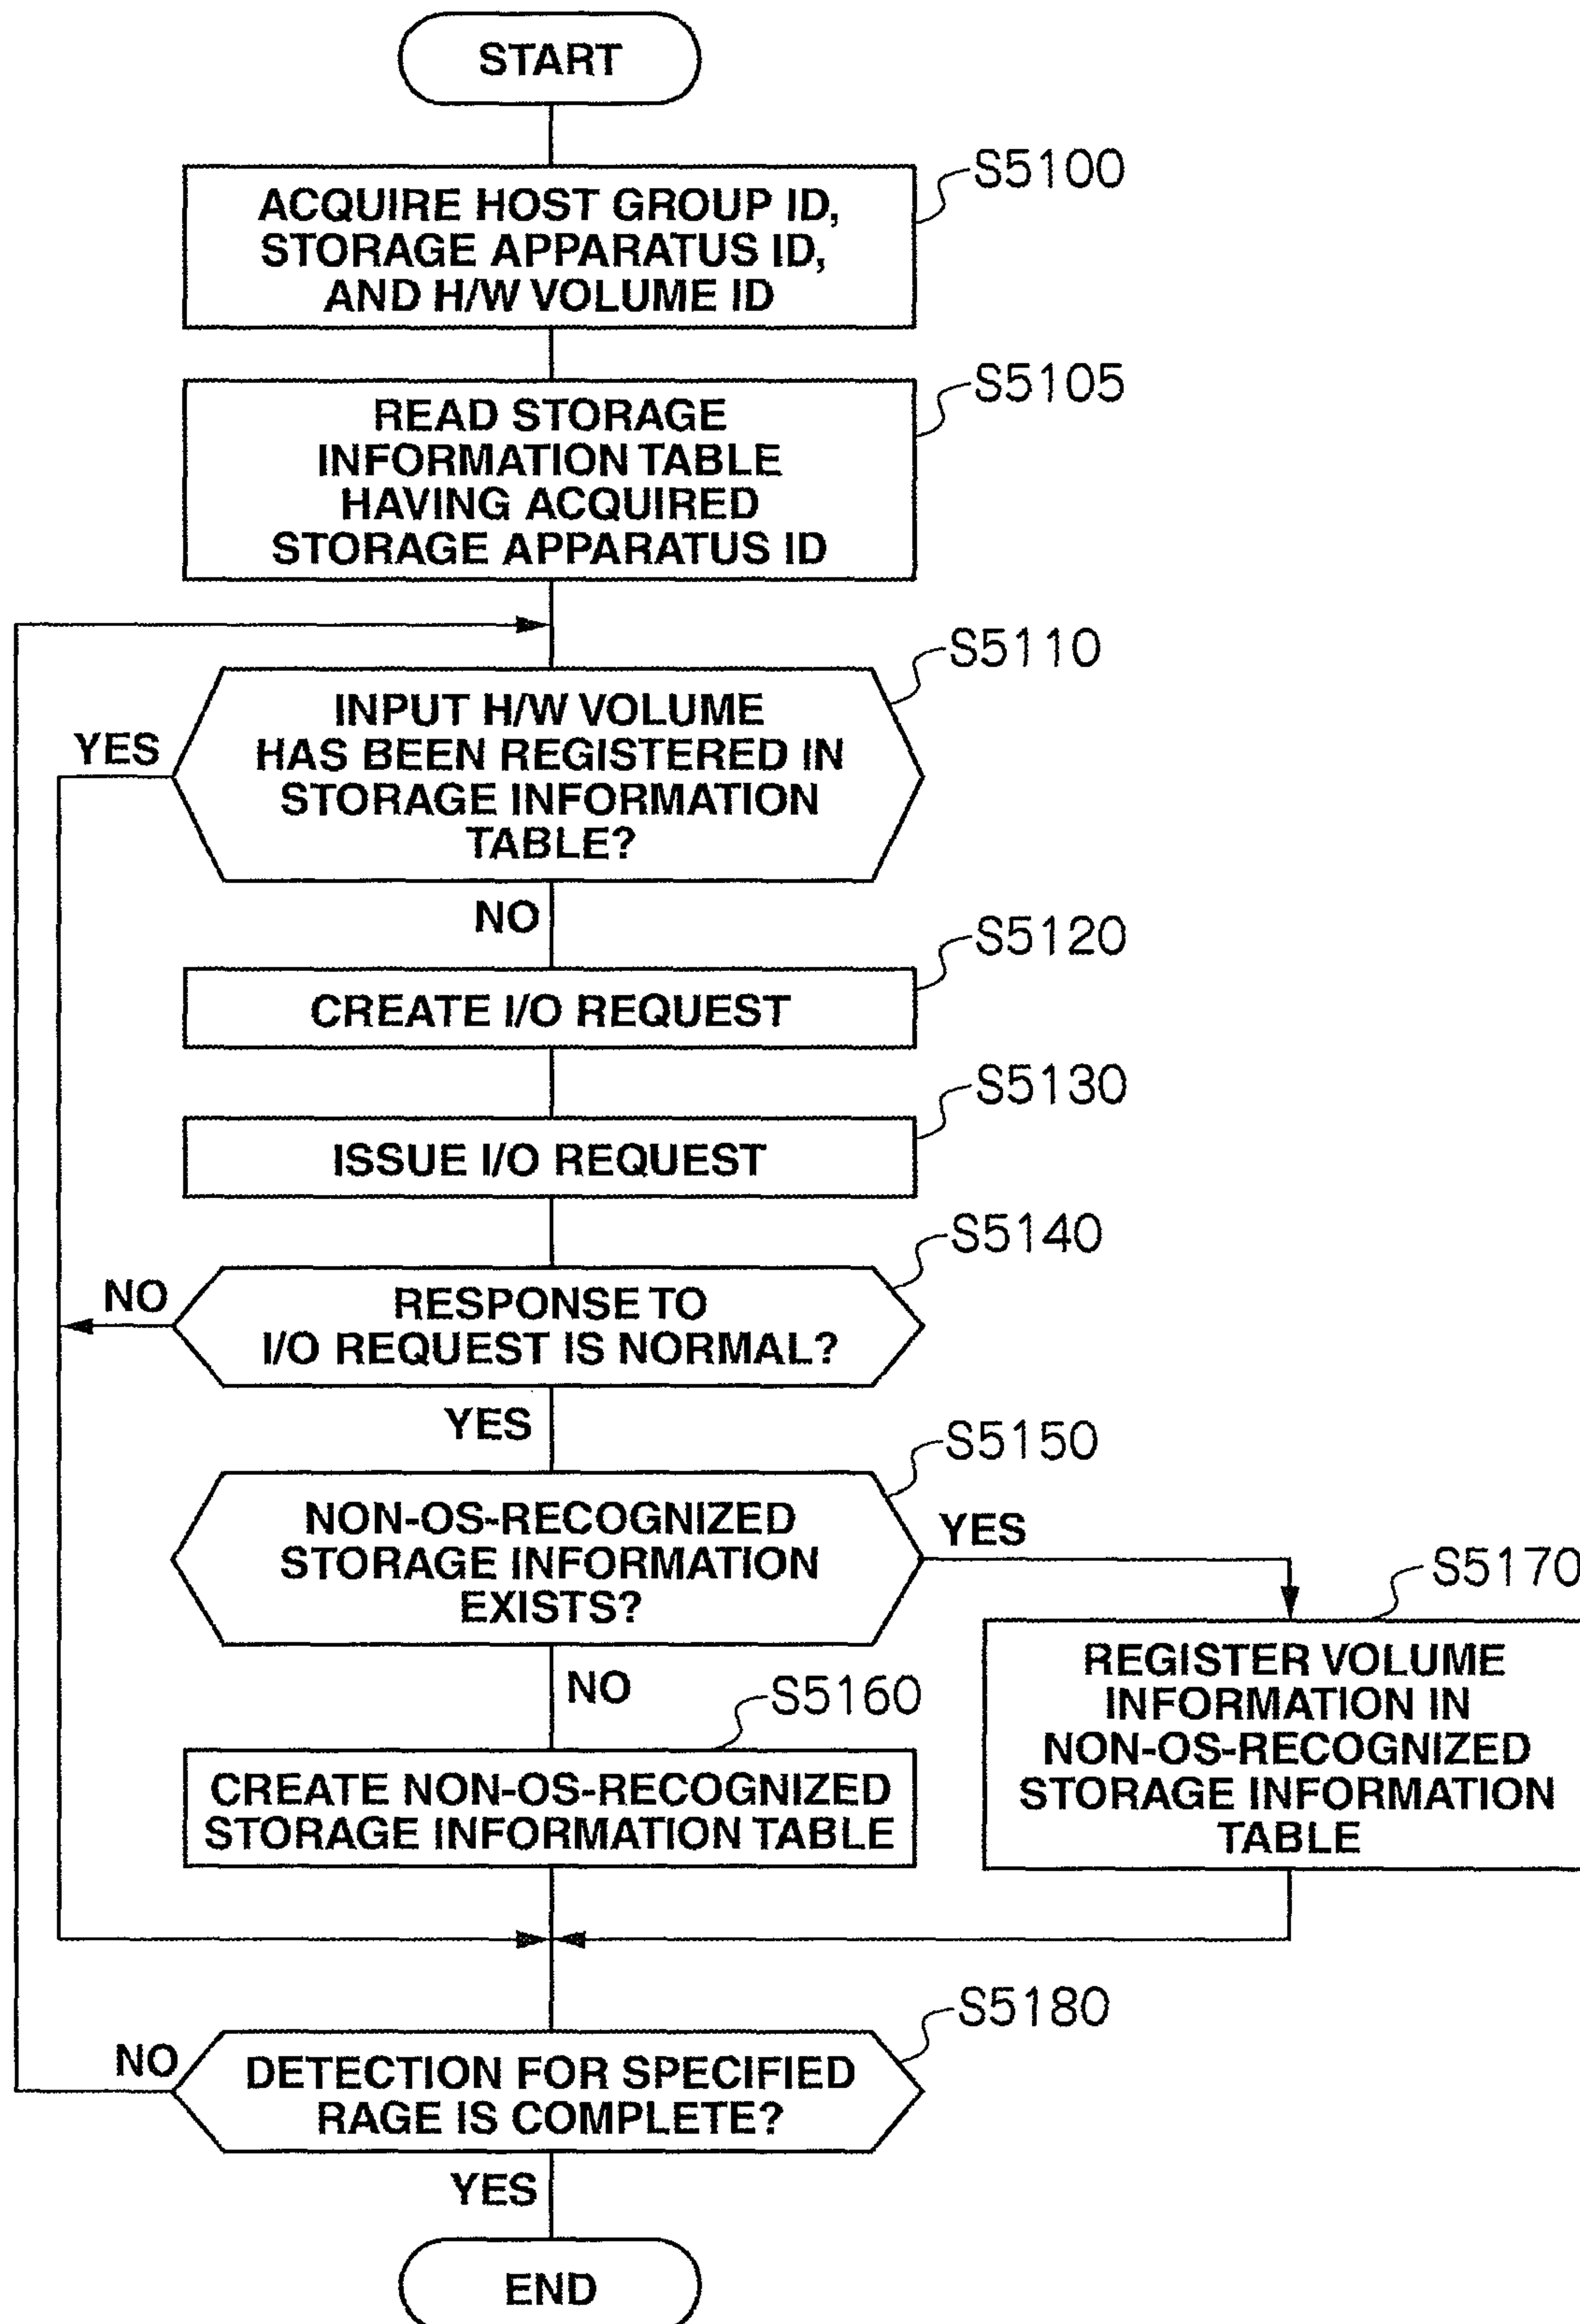 START
S5100
ACQUIRE HOST GROUP ID,
STORAGE APPARATUS ID,
AND H/W VOLUME ID
S5105
READ STORAGE
INFORMATION TABLE
HAVING ACQUIRED
STORAGE APPARATUS ID
S5110
INPUT H/W VOLUME
HAS BEEN REGISTERED IN
STORAGE INFORMATION
TABLE?
YES
NO
S5120
CREATE I/O REQUEST
S5130
ISSUE I/O REQUEST
S5140
RESPONSE TO
I/O REQUEST IS NORMAL?
NO
YES
S5150
NON-OS-RECOGNIZED
STORAGE INFORMATION
EXISTS?
YES
NO
S5170
REGISTER VOLUME
INFORMATION IN
NON-OS-RECOGNIZED
STORAGE INFORMATION
TABLE
S5160
CREATE NON-OS-RECOGNIZED
STORAGE INFORMATION TABLE
S5180
DETECTION FOR SPECIFIED
RAGE IS COMPLETE?
NO
YES
END